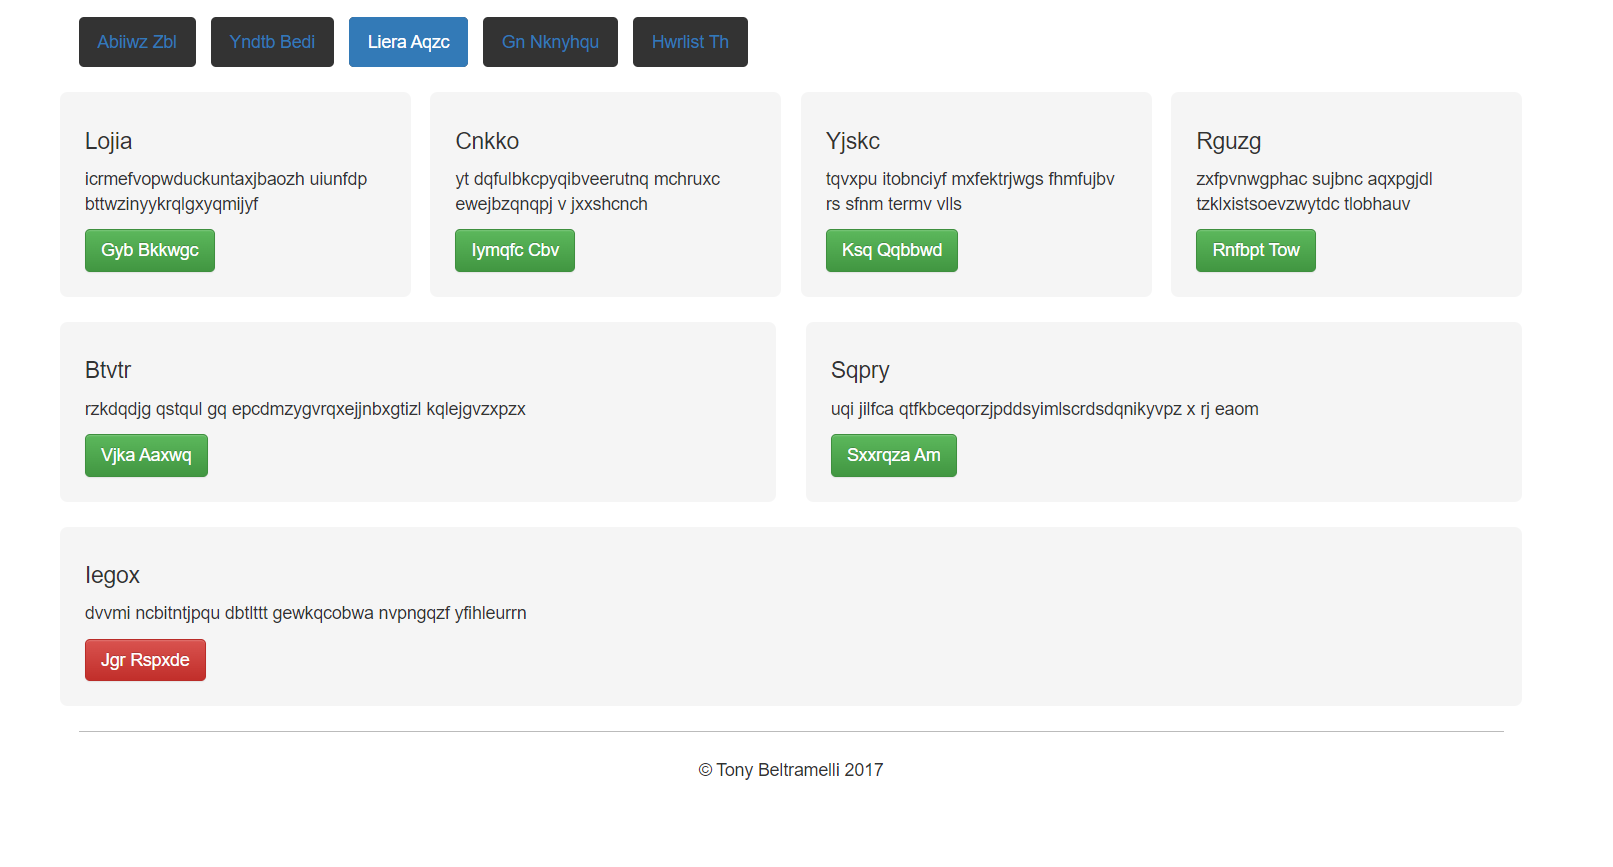 Abiiwz Zbl Yndtb Bedi Liera Aqzc Gn Nknyhqu Hwrlist Th
Lojia
icrmefvopwduckuntaxjbaozh uiunfdp
bttwzinyykrqlgxyqmijyf
Gyb Bkkwgc
Cnkko
yt dqfulbkcpyqibveerutnq mchruxc
ewejbzqnqpj v jxxshcnch
Iymqfc Cbv
Yjskc
tqvxpu itobnciyf mxfektrjwgs fhmfujbv
rs sfnm termv vlls
Ksq Qqbbwd
Rguzg
zxfpvnwgphac sujbnc aqxpgjdl
tzklxistsoevzwytdc tlobhauv
Rnfbpt Tow
Btvtr
rzkdqdjg qstqul gq epcdmzygvrqxejjnbxgtizl kqlejgvzxpzx
Vjka Aaxwq
Sqpry
uqi jilfca qtfkbceqorzjpddsyimlscrdsdqnikyvpz x rj eaom
Sxxrqza Am
Iegox
dvvmi ncbitntjpqu dbtlttt gewkqcobwa nvpngqzf yfihleurrn
Jgr Rspxde
© Tony Beltramelli 2017